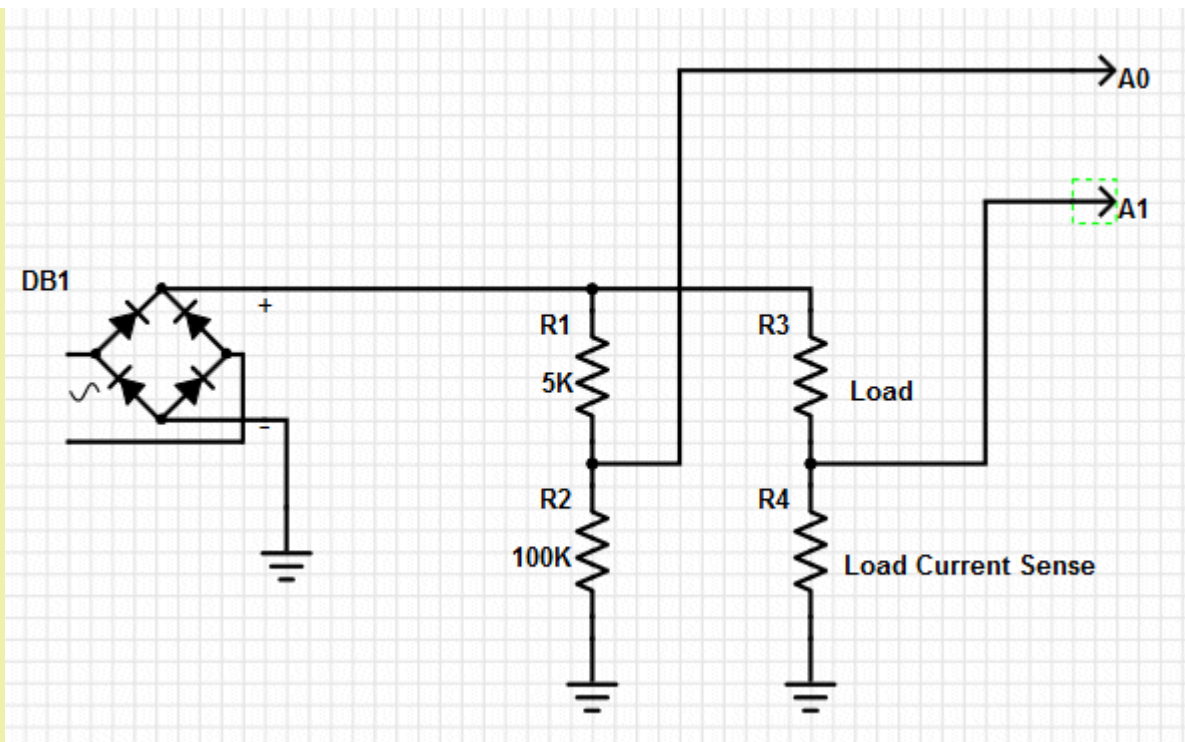 A0
A1
DB1
+
R1
R3
5K
Load
-
R2
R4
100K
Load Current Sense